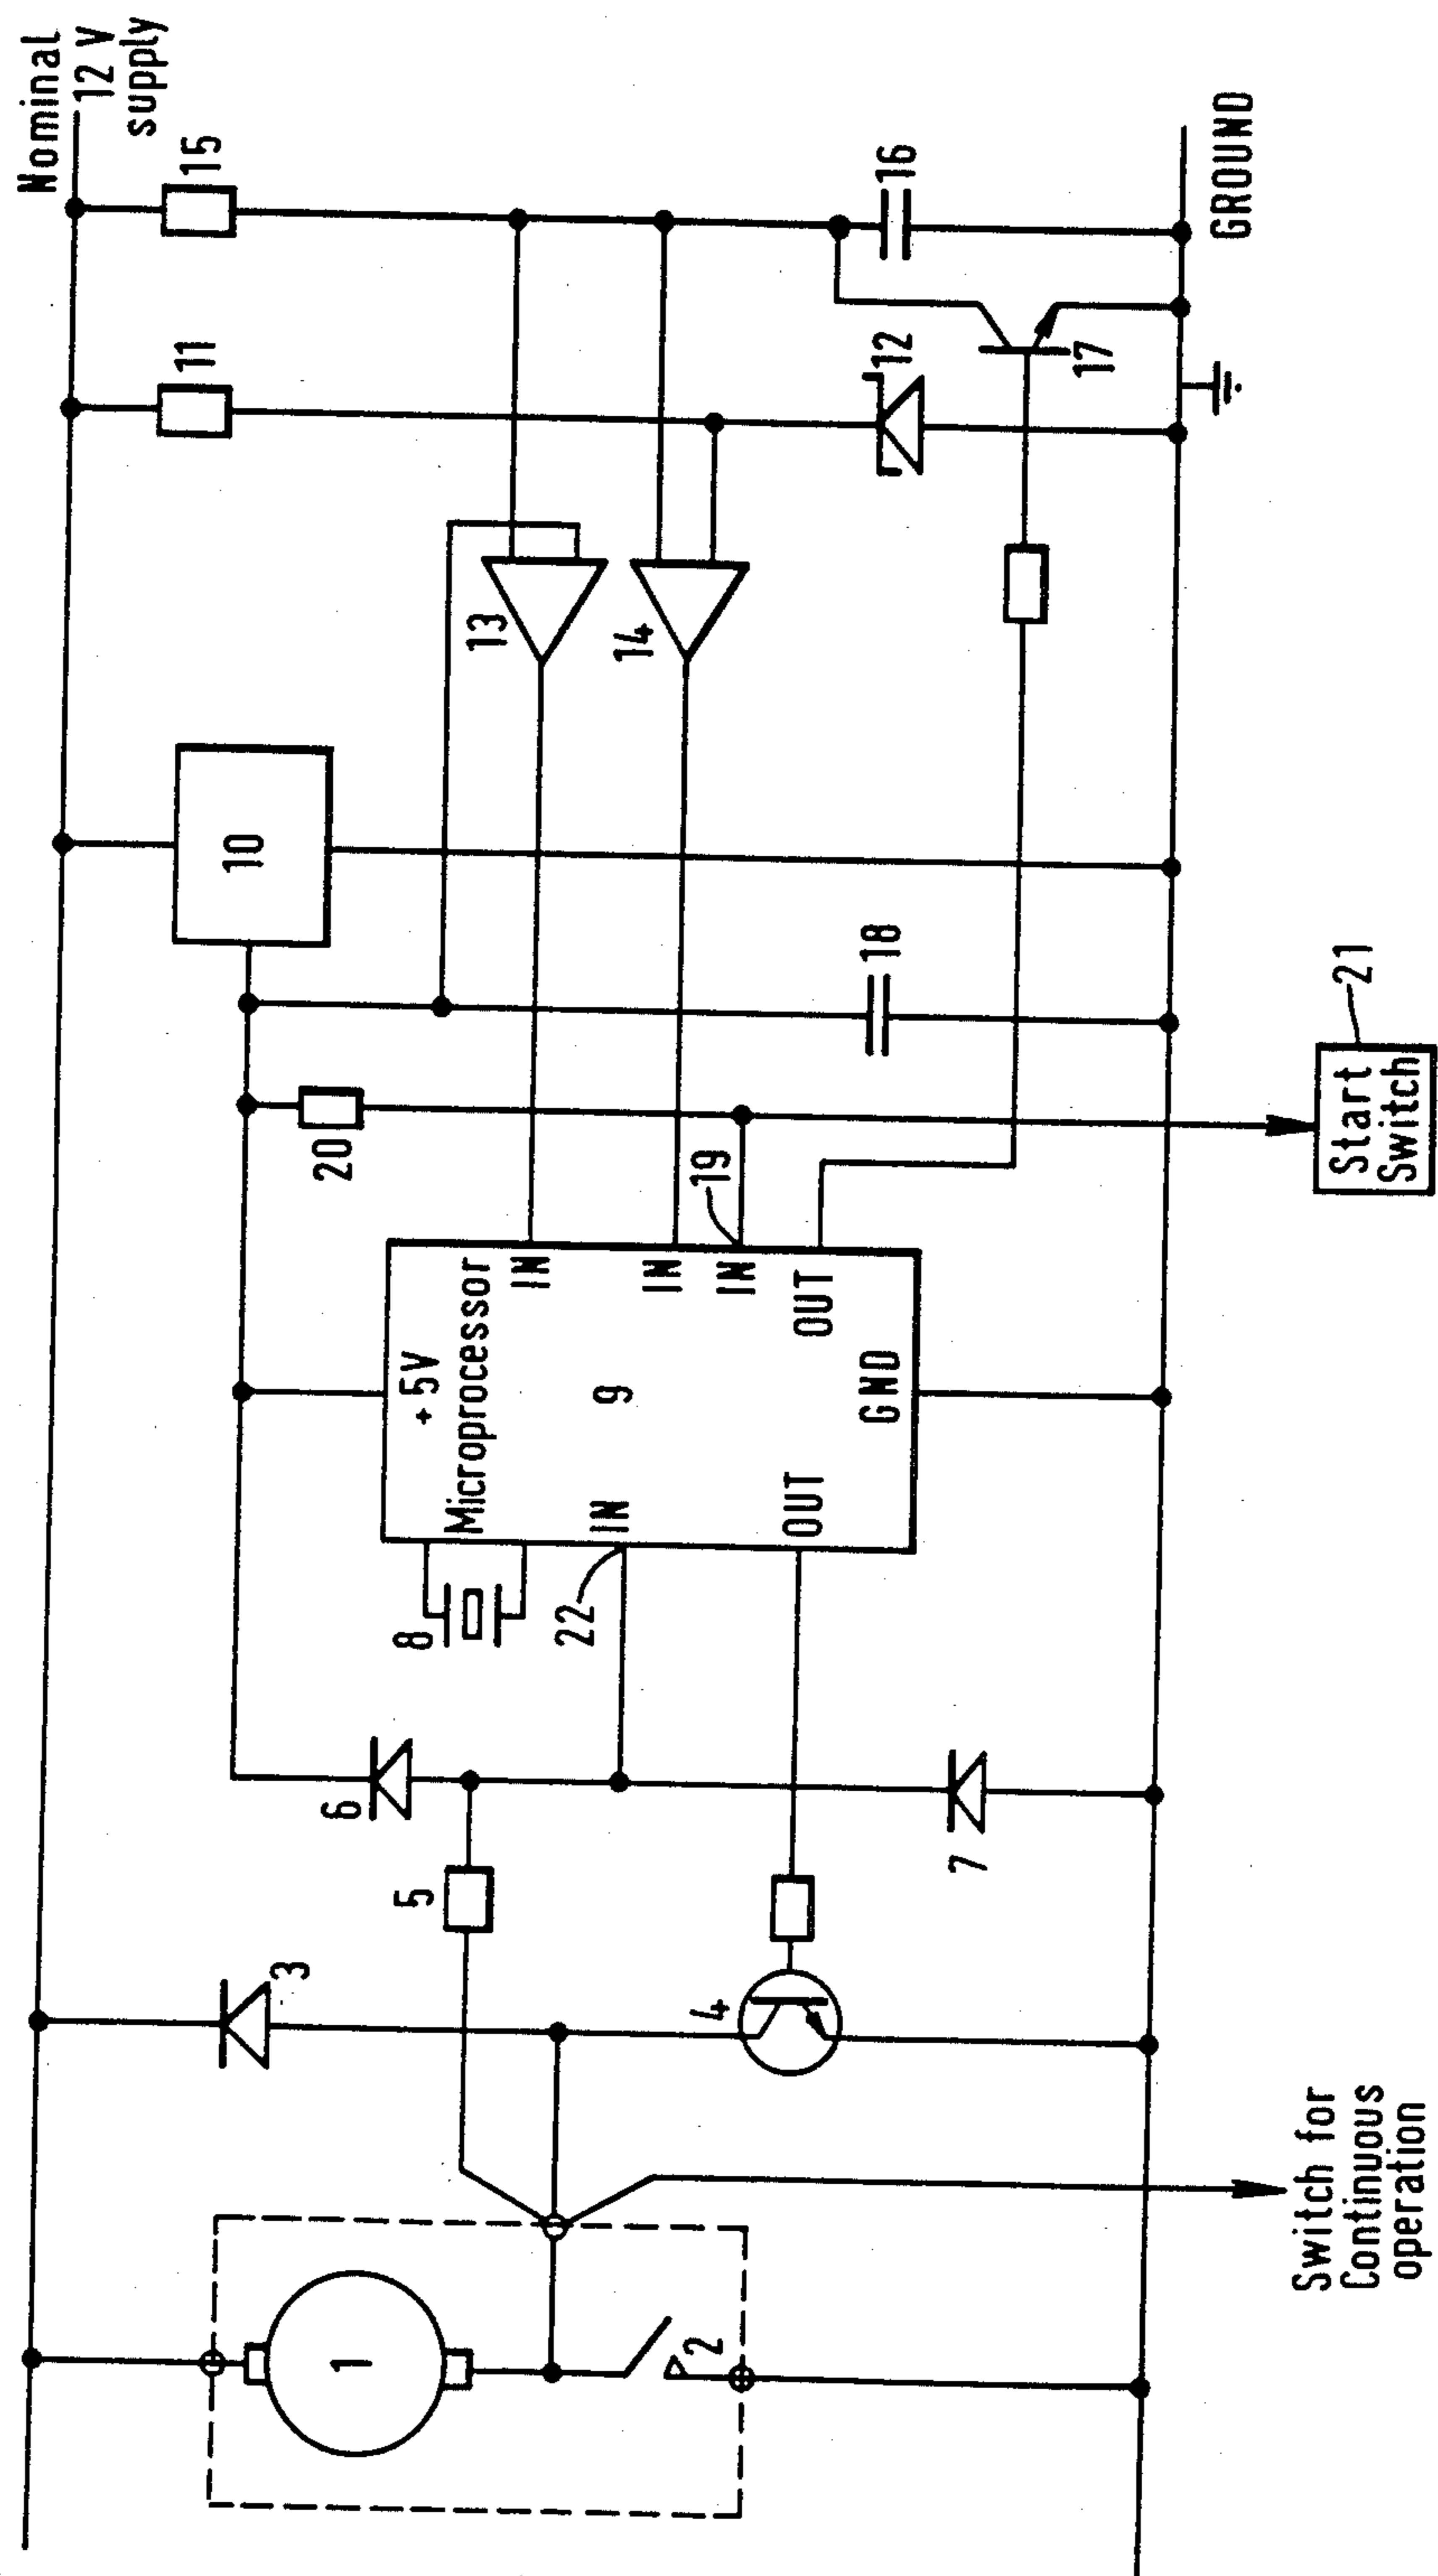 Nominal
12 V
supply
15
16
GROUND
11
12
17
13
14
10
18
21
Start
Switch
20
19
+5V
Microprocessor
IN
IN
IN
OUT
9
GND
IN
OUT
8
22
6
7
5
3
4
1
2
Switch for
Continuous
operation